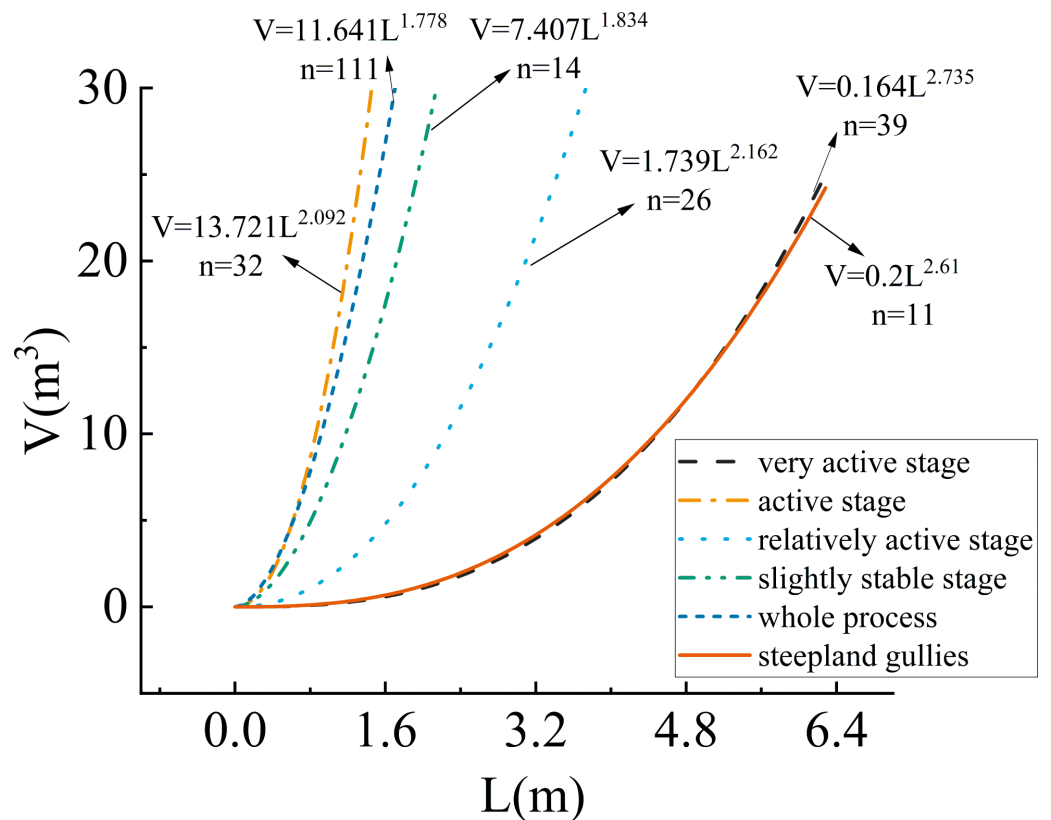 V=11.641L^1.778
n=111
V=7.407L^1.834
n=14
V=0.164L^2.735
n=39
V=1.739L^2.162
n=26
V=13.721L^2.092
n=32
V=0.2L^2.61
n=11
30
20
10
0
V(m³)
very active stage
active stage
relatively active stage
slightly stable stage
whole process
steepland gullies
0.0 1.6 3.2 4.8 6.4
L(m)